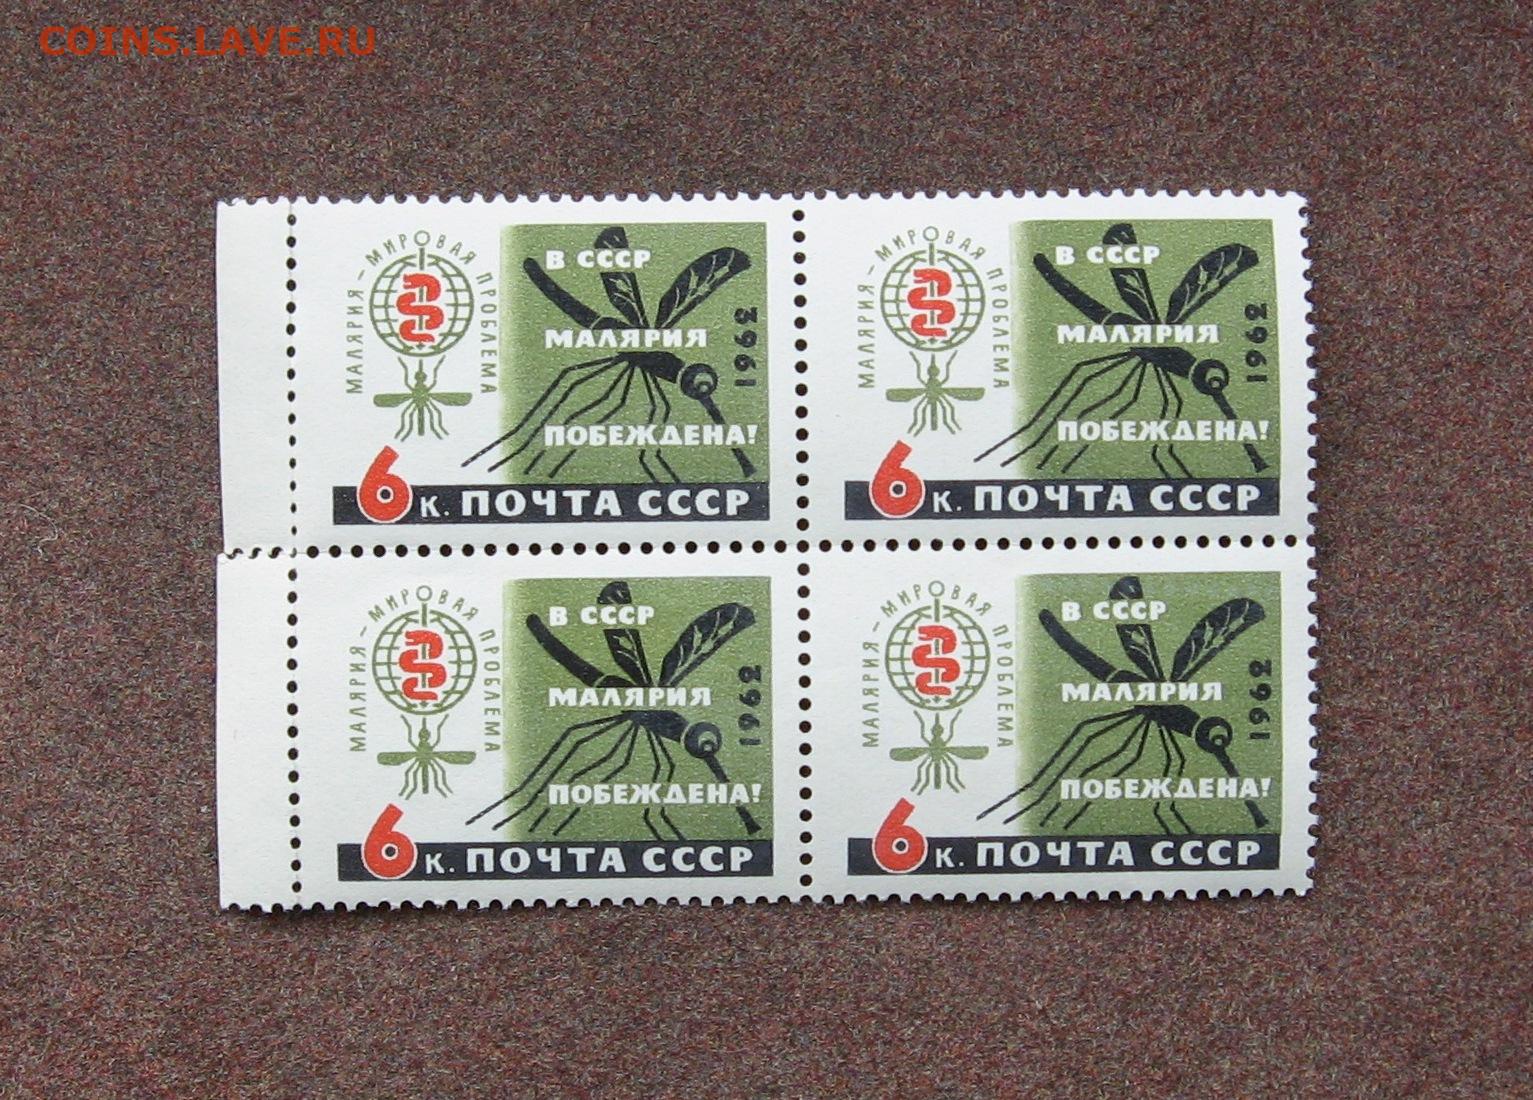 COINS.LAVE.RU
МАЛЯРИЯ – МИРОВАЯ ПРОБЛЕМА
В СССР
МАЛЯРИЯ
ПОБЕЖДЕНА!
1962
6 К. ПОЧТА СССР
МАЛЯРИЯ – МИРОВАЯ ПРОБЛЕМА
В СССР
МАЛЯРИЯ
ПОБЕЖДЕНА!
1962
6 К. ПОЧТА СССР
МАЛЯРИЯ – МИРОВАЯ ПРОБЛЕМА
В СССР
МАЛЯРИЯ
ПОБЕЖДЕНА!
1962
6 К. ПОЧТА СССР
МАЛЯРИЯ – МИРОВАЯ ПРОБЛЕМА
В СССР
МАЛЯРИЯ
ПОБЕЖДЕНА!
1962
6 К. ПОЧТА СССР